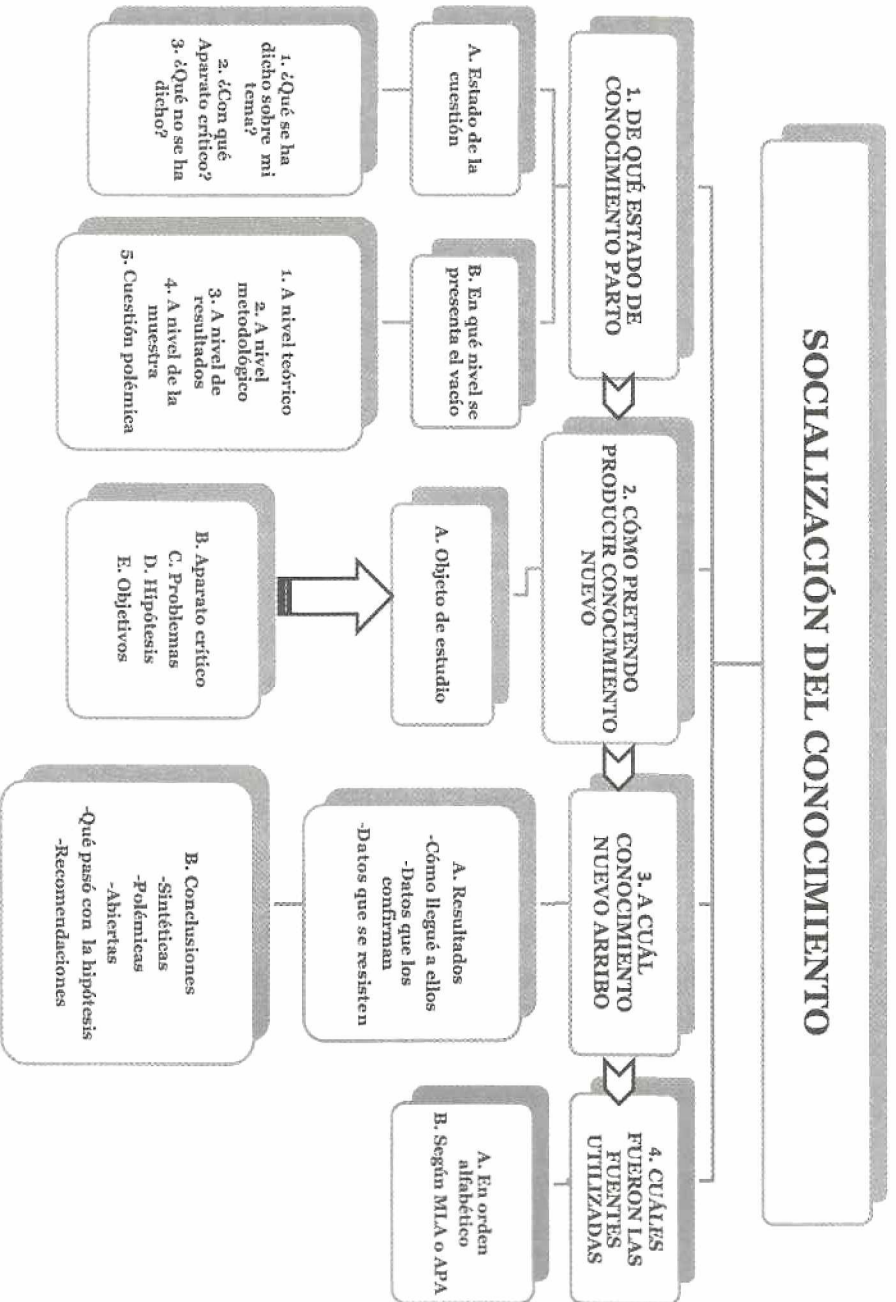 SOCIALIZACIÓN DEL CONOCIMIENTO
1. DE QUÉ ESTADO DE
CONOCIMIENTO PARTO
A. Estado de la
cuestión
1. ¿Qué se ha
dicho sobre mi
tema?
2. ¿Con qué
Aparato crítico?
3. ¿Qué no se ha
dicho?
B. En qué nivel se
presenta el vacío
1. A nivel teórico
2. A nivel
metodológico
3. A nivel de
resultados
4. A nivel de la
muestra
5. Cuestión polémica
2. CÓMO PRETENDO
PRODUCIR CONOCIMIENTO
NUEVO
A. Objeto de estudio
B. Aparato crítico
C. Problemas
D. Hipótesis
E. Objetivos
3. A CUÁL
CONOCIMIENTO
NUEVO ARRIBO
A. Resultados
-Cómo llegué a ellos
-Datos que los
confirman
-Datos que se resisten
B. Conclusiones
-Sintéticas
-Polémicas
-Abiertas
-Qué pasó con la hipótesis
-Recomendaciones
4. CUÁLES
FUERON LAS
FUENTES
UTILIZADAS
A. En orden
alfabético
B. Según MLA o APA